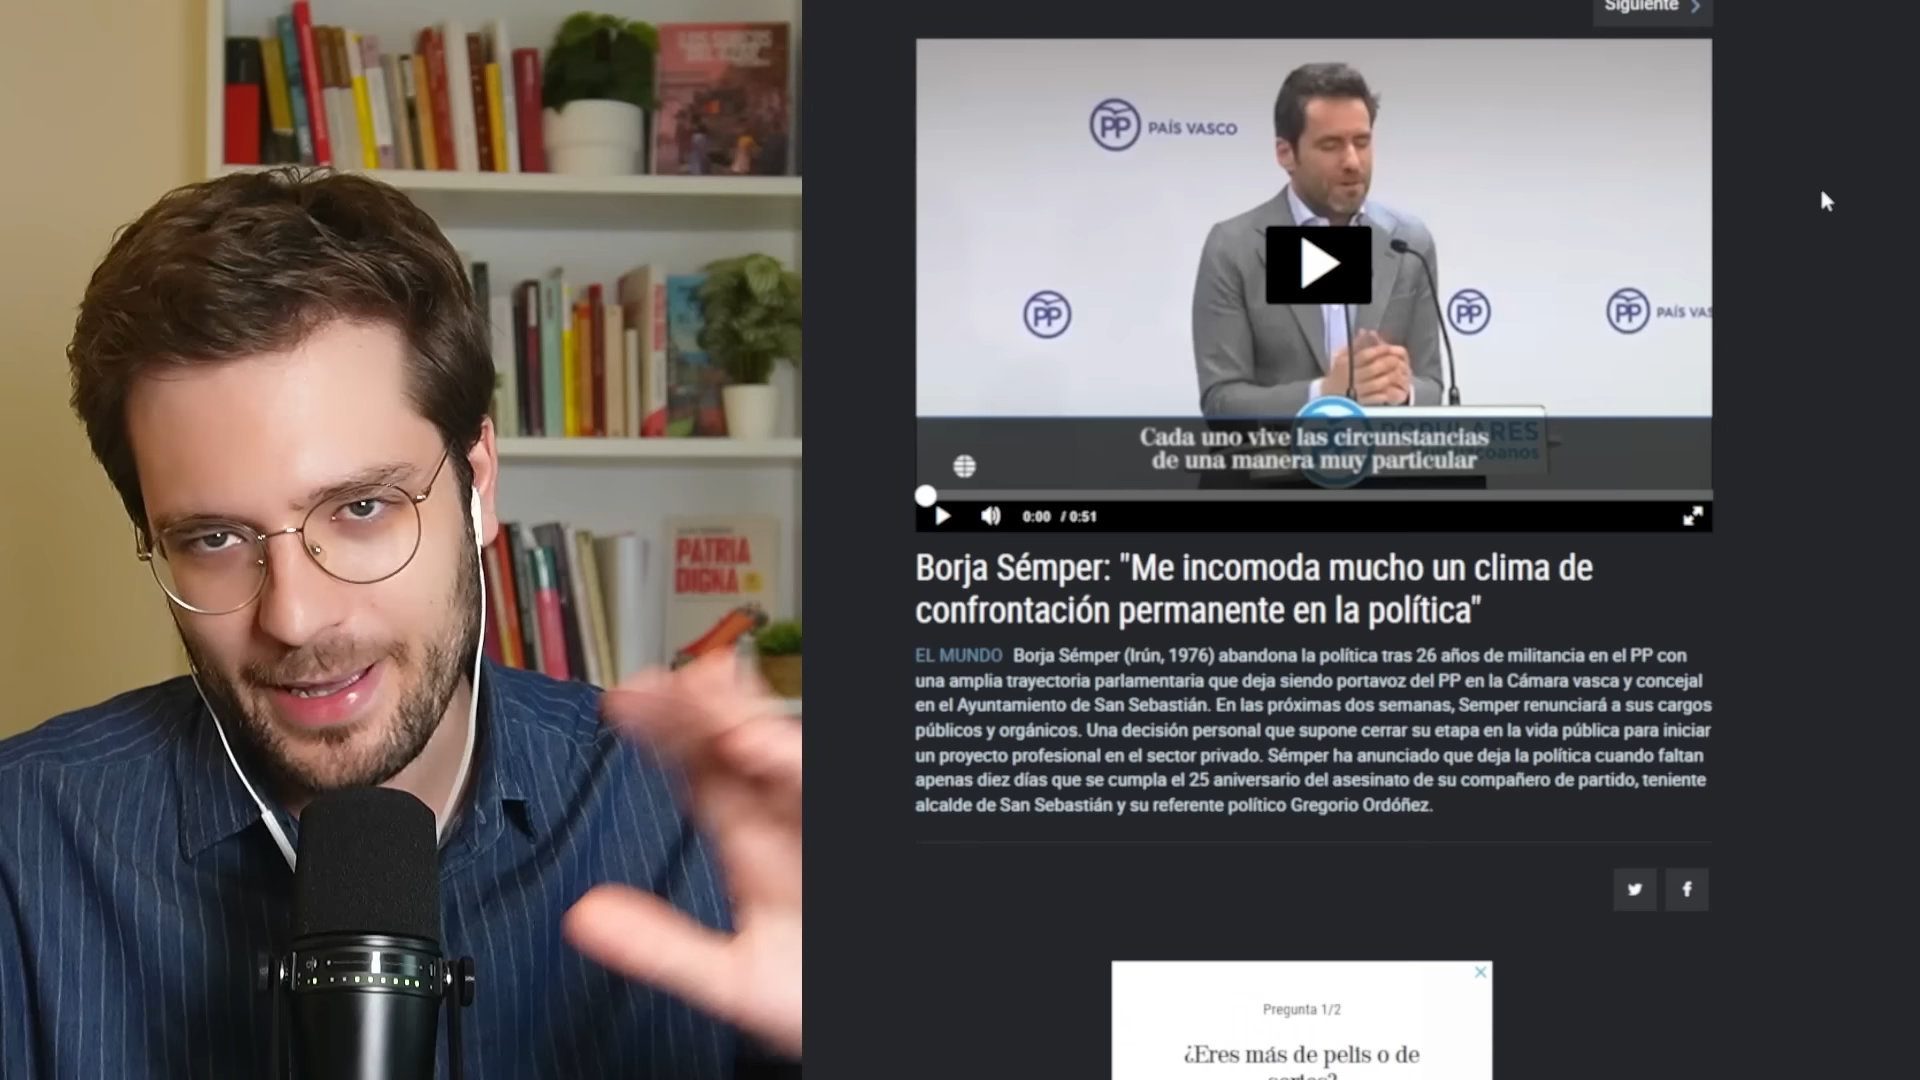 Siguiente
PP PAÍS VASCO
PP
PP
PP PAÍS VAS
Cada uno vive las circunstancias
de una manera muy particular
0:00 / 0:51
Borja Sémper: "Me incomoda mucho un clima de
confrontación permanente en la política"
EL MUNDO Borja Sémper (Irún, 1976) abandona la política tras 26 años de militancia en el PP con
una amplia trayectoria parlamentaria que deja siendo portavoz del PP en la Cámara vasca y concejal
en el Ayuntamiento de San Sebastián. En las próximas dos semanas, Semper renunciará a sus cargos
públicos y orgánicos. Una decisión personal que supone cerrar su etapa en la vida pública para iniciar
un proyecto profesional en el sector privado. Sémper ha anunciado que deja la política cuando faltan
apenas diez días que se cumpla el 25 aniversario del asesinato de su compañero de partido, teniente
alcalde de San Sebastián y su referente político Gregorio Ordóñez.
Pregunta 1/2
¿Eres más de pelis o de
PATRIA
DIGNA